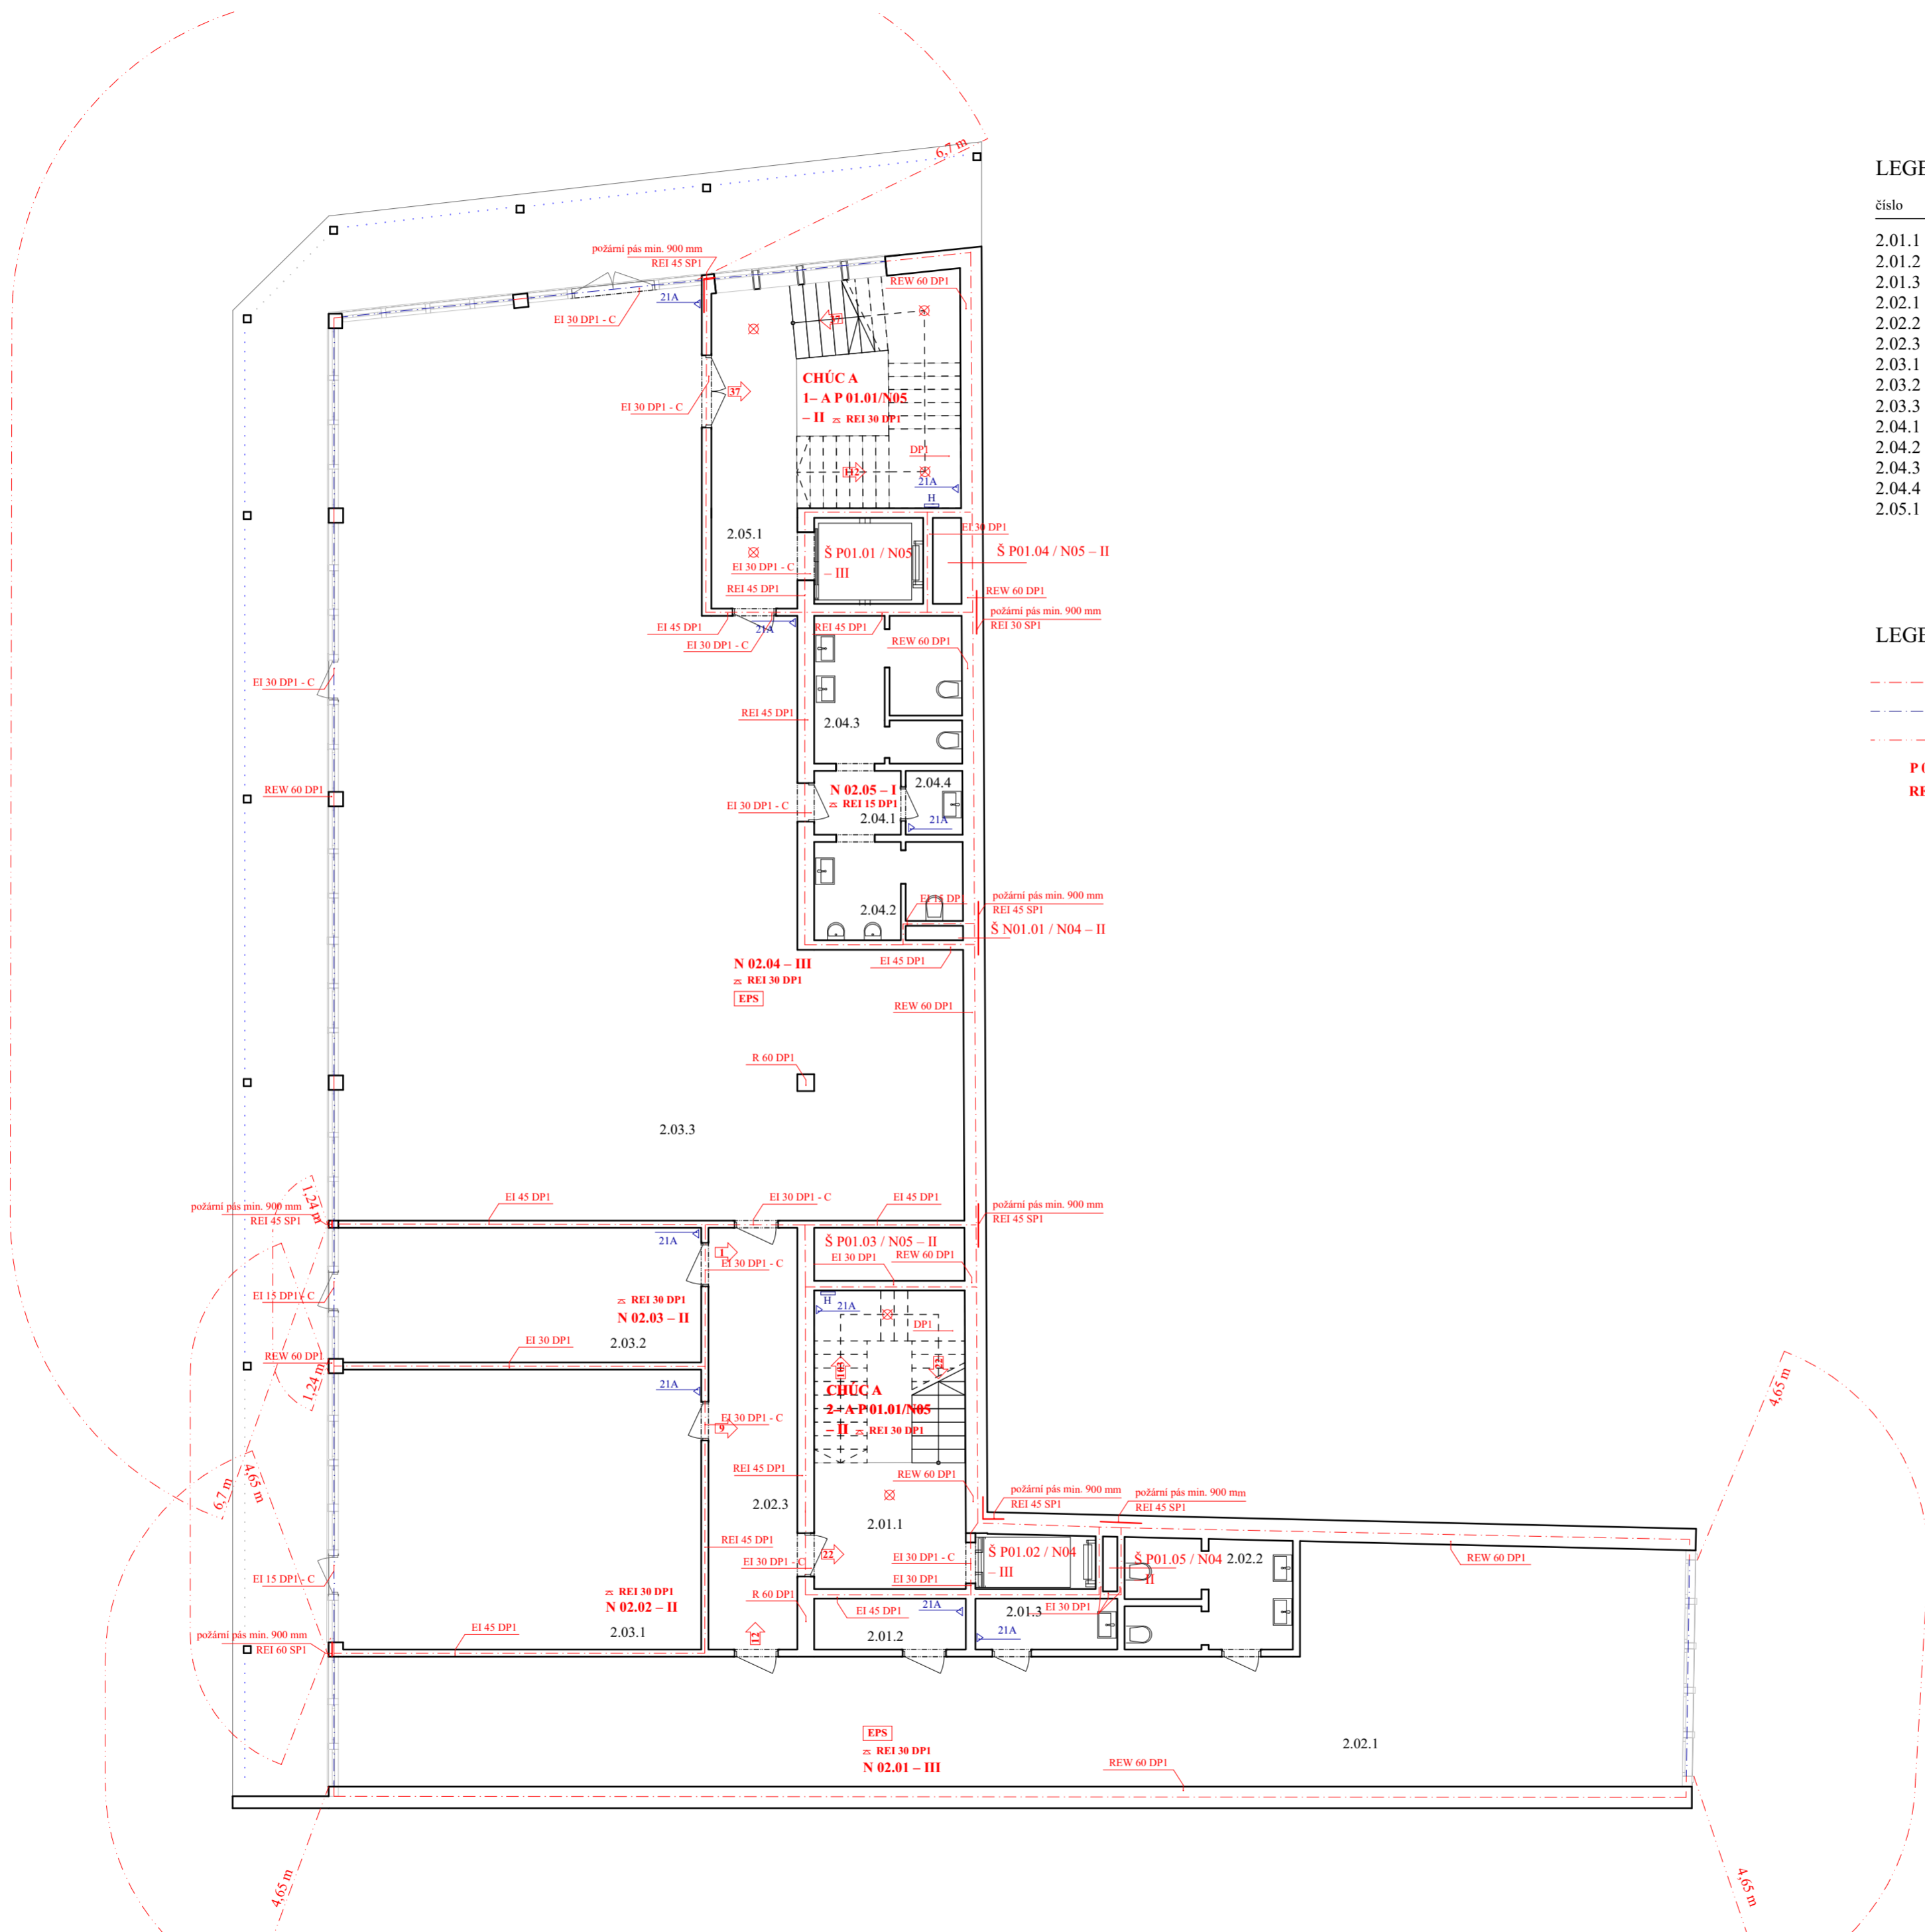 6,7 m
požární pás min. 900 mm
REI 45 SP1
21A
EI 30 DP1 - C
REW 60 DP1
17
CHÚC A
1– A P 01.01/N05
– II REI 30 DP1
37
EI 30 DP1 - C
DP1
112
21A
H
2.05.1
EI 30 DP1
Š P01.01 / N05
– III
Š P01.04 / N05 – II
EI 30 DP1 - C
REI 45 DP1
REW 60 DP1
požární pás min. 900 mm
REI 30 SP1
EI 45 DP1
21A
REI 45 DP1
EI 30 DP1 - C
REW 60 DP1
EI 30 DP1 - C
REI 45 DP1
2.04.3
REW 60 DP1
N 02.05 – I
REI 15 DP1
2.04.4
EI 30 DP1 - C
2.04.1
21A
EI 15 DP1
požární pás min. 900 mm
REI 45 SP1
2.04.2
Š N01.01 / N04 – II
EI 45 DP1
N 02.04 – III
REI 30 DP1
EPS
REW 60 DP1
R 60 DP1
2.03.3
1,24 m
požární pás min. 900 mm
REI 45 SP1
EI 45 DP1
EI 30 DP1 - C
EI 45 DP1
požární pás min. 900 mm
REI 45 SP1
21A
1
EI 30 DP1 - C
Š P01.03 / N05 – II
EI 30 DP1
REW 60 DP1
EI 15 DP1 - C
REI 30 DP1
N 02.03 – II
H
21A
DP1
EI 30 DP1
2.03.2
REW 60 DP1
1,24 m
21A
103
22
CHÚC A
2– A P 01.01/N05
– II REI 30 DP1
EI 30 DP1 - C
9
6,7 m
4,65 m
4,65 m
REI 45 DP1
REW 60 DP1
2.02.3
2.01.1
požární pás min. 900 mm
REI 45 SP1
požární pás min. 900 mm
REI 45 SP1
REI 45 DP1
EI 30 DP1 - C
22
EI 30 DP1 - C
EI 30 DP1
Š P01.02 / N04
– III
Š P01.05 / N04
II
2.02.2
REW 60 DP1
EI 15 DP1 - C
REI 30 DP1
N 02.02 – II
R 60 DP1
EI 45 DP1
21A
2.01.3
EI 30 DP1
21A
2.01.2
požární pás min. 900 mm
REI 60 SP1
EI 45 DP1
2.03.1
12
EPS
REI 30 DP1
N 02.01 – III
2.02.1
REW 60 DP1
4,65 m
4,65 m
LEGE
číslo
2.01.1
2.01.2
2.01.3
2.02.1
2.02.2
2.02.3
2.03.1
2.03.2
2.03.3
2.04.1
2.04.2
2.04.3
2.04.4
2.05.1
LEGE
P 0
RE